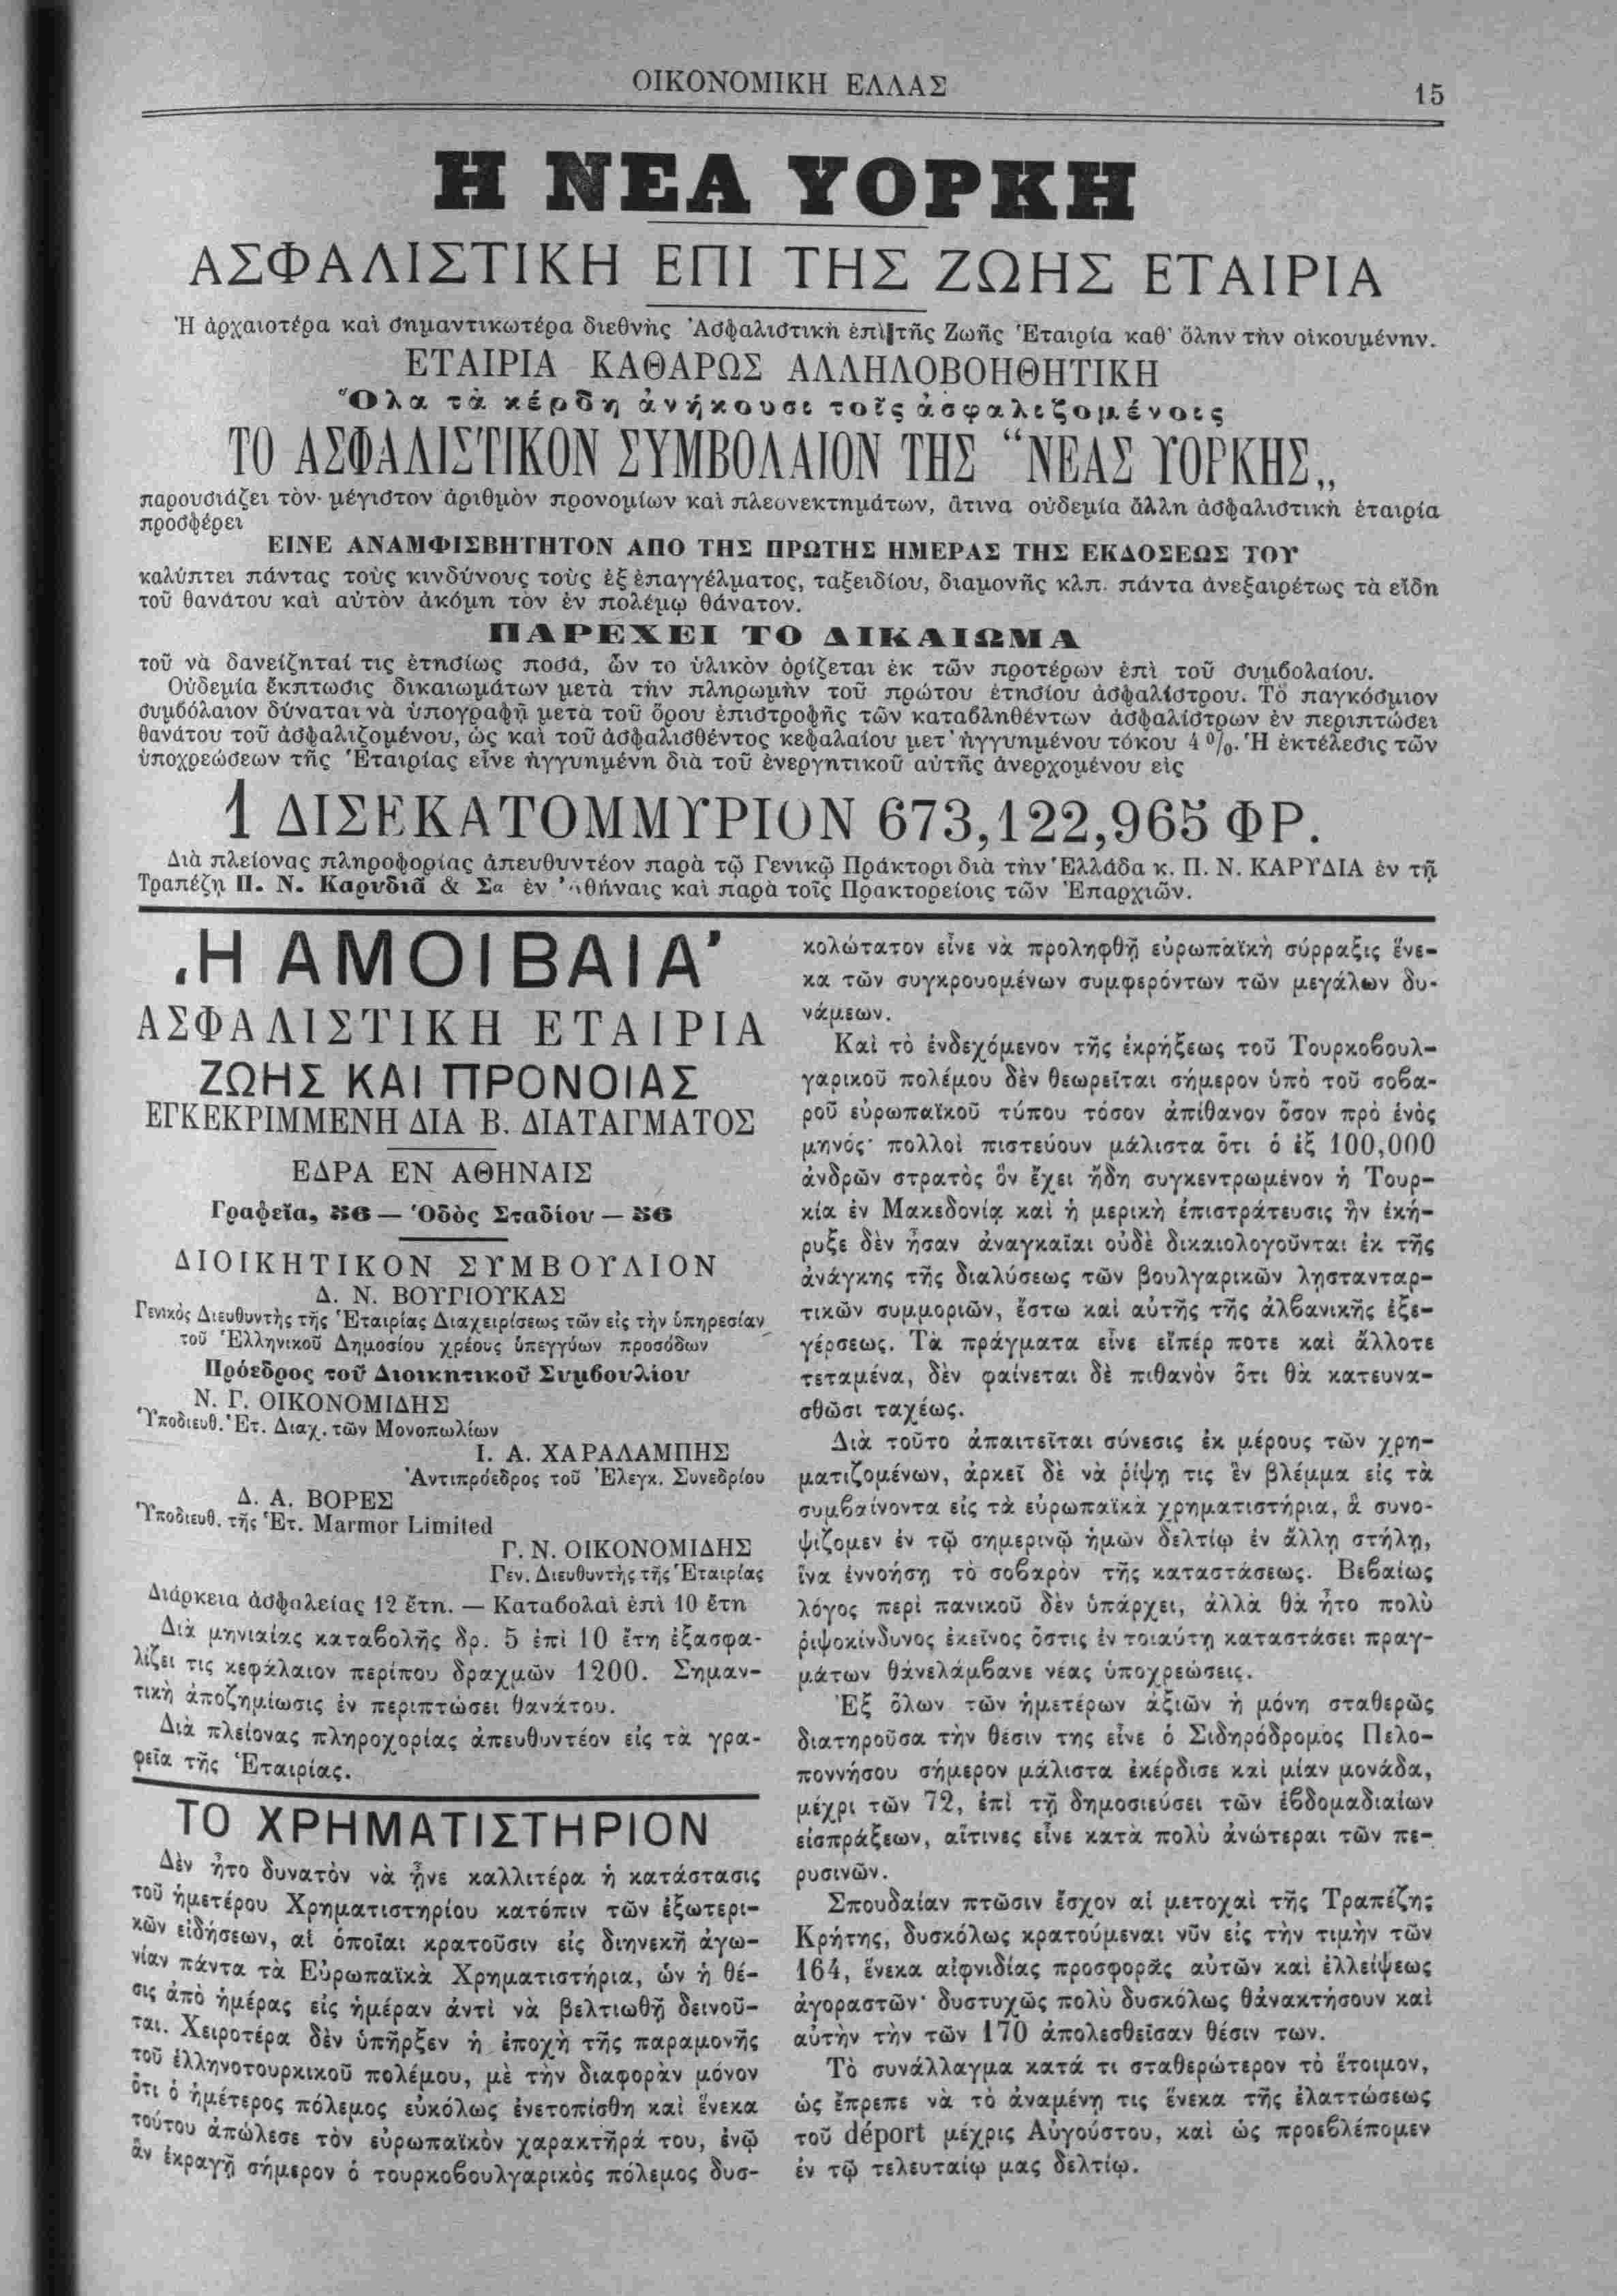 ΟΙΚΟΝΟΜΙΚΗ ΕΛΛΑΣ
15
Η ΝΕΑ ΥΟΡΚΗ
ΑΣΦΑΛΙΣΤΙΚΗ ΕΠΙ ΤΗΣ ΖΩΗΣ ΕΤΑΙΡΙΑ
Ἡ ἀρχαιοτέρα καὶ σημαντικωτέρα διεθνὴς Ἀσφαλιστικὴ ἐπὶ τῆς Ζωῆς Ἑταιρία καθ' ὅλην τὴν οἰκουμένην.
ΕΤΑΙΡΙΑ ΚΑΘΑΡΩΣ ΑΛΛΗΛΟΒΟΗΘΗΤΙΚΗ
Ὅλα τὰ κέρδη ἀνήκουσι τοῖς ἀσφαλιζομένοις
ΤΟ ΑΣΦΑΛΙΣΤΙΚΟΝ ΣΥΜΒΟΛΑΙΟΝ ΤΗΣ “ΝΕΑΣ ΥΟΡΚΗΣ„
παρουσιάζει τὸν· μέγιστον ἀριθμὸν προνομίων καὶ πλεονεκτημάτων, ἅτινα οὐδεμία ἄλλη ἀσφαλιστικὴ ἑταιρία
προσφέρει
ΕΙΝΕ ΑΝΑΜΦΙΣΒΗΤΗΤΟΝ ΑΠΟ ΤΗΣ ΠΡΩΤΗΣ ΗΜΕΡΑΣ ΤΗΣ ΕΚΔΟΣΕΩΣ ΤΟΥ
καλύπτει πάντας τοὺς κινδύνους τοὺς ἐξ ἐπαγγέλματος, ταξειδίου, διαμονῆς κλπ. πάντα ἀνεξαιρέτως τὰ εἴδη
τοῦ θανάτου καὶ αὐτὸν ἀκόμη τὸν ἐν πολέμῳ θάνατον.
ΠΑΡΕΧΕΙ ΤΟ ΔΙΚΑΙΩΜΑ
τοῦ νὰ δανείζηταί τις ἐτησίως ποσά, ὧν το ὑλικὸν ὁρίζεται ἐκ τῶν προτέρων ἐπὶ τοῦ συμβολαίου.
Οὐδεμία ἔκπτωσις δικαιωμάτων μετὰ τὴν πληρωμὴν τοῦ πρώτου ἐτησίου ἀσφαλίστρου. Τὸ παγκόσμιον
συμβόλαιον δύναται νὰ ὑπογραφῇ μετὰ τοῦ ὅρου ἐπιστροφῆς τῶν καταβληθέντων ἀσφαλίστρων ἐν περιπτώσει
θανάτου τοῦ ἀσφαλιζομένου, ὡς καὶ τοῦ ἀσφαλισθέντος κεφαλαίου μετ' ἠγγυημένου τόκου 4 %. Ἡ ἐκτέλεσις τῶν
ὑποχρεώσεων τῆς Ἑταιρίας εἶνε ἠγγυημένη διὰ τοῦ ἐνεργητικοῦ αὐτῆς ἀνερχομένου εἰς
1 ΔΙΣΕΚΑΤΟΜΜΥΡΙΟΝ 673,122,965 ΦΡ.
Διὰ πλείονας πληροφορίας ἀπευθυντέον παρὰ τῷ Γενικῷ Πράκτορι διὰ τὴν Ἑλλάδα κ. Π. Ν. ΚΑΡΥΔΙΑ ἐν τῇ
Τραπέζῃ Π. Ν. Καρυδιᾶ & Σα ἐν Ἀθήναις καὶ παρὰ τοῖς Πρακτορείοις τῶν Ἐπαρχιῶν.
‚Η ΑΜΟΙΒΑΙΑ'
ΑΣΦΑΛΙΣΤΙΚΗ ΕΤΑΙΡΙΑ
ΖΩΗΣ ΚΑΙ ΠΡΟΝΟΙΑΣ
ΕΓΚΕΚΡΙΜΜΕΝΗ ΔΙΑ Β. ΔΙΑΤΑΓΜΑΤΟΣ
ΕΔΡΑ ΕΝ ΑΘΗΝΑΙΣ
Γραφεῖα, 56 — Ὁδὸς Σταδίου — 56
ΔΙΟΙΚΗΤΙΚΟΝ ΣΥΜΒΟΥΛΙΟΝ
Δ. Ν. ΒΟΥΓΙΟΥΚΑΣ
Γενικὸς Διευθυντὴς τῆς Ἑταιρίας Διαχειρίσεως τῶν εἰς τὴν ὑπηρεσίαν
τοῦ Ἑλληνικοῦ Δημοσίου χρέους ὑπεγγύων προσόδων
Πρόεδρος τοῦ Διοικητικοῦ Συμβουλίου
Ν. Γ. ΟΙΚΟΝΟΜΙΔΗΣ
Ὑποδιευθ. Ἑτ. Διαχ. τῶν Μονοπωλίων
Ι. Α. ΧΑΡΑΛΑΜΠΗΣ
Ἀντιπρόεδρος τοῦ Ἐλεγκ. Συνεδρίου
Δ. Α. ΒΟΡΕΣ
Ὑποδιευθ. τῆς Ἑτ. Marmor Limited
Γ. Ν. ΟΙΚΟΝΟΜΙΔΗΣ
Γεν. Διευθυντὴς τῆς Ἑταιρίας
Διάρκεια ἀσφαλείας 12 ἔτη. — Καταβολαὶ ἐπὶ 10 ἔτη
Διὰ μηνιαίας καταβολῆς δρ. 5 ἐπὶ 10 ἔτη ἐξασφα-
λίζει τις κεφάλαιον περίπου δραχμῶν 1200. Σημαν-
τικὴ ἀποζημίωσις ἐν περιπτώσει θανάτου.
Διὰ πλείονας πληροχορίας ἀπευθυντέον εἰς τὰ γρα-
φεῖα τῆς Ἑταιρίας.
ΤΟ ΧΡΗΜΑΤΙΣΤΗΡΙΟΝ
Δὲν ἦτο δυνατὸν νὰ ᾖνε καλλιτέρα ἡ κατάστασις
τοῦ ἡμετέρου Χρηματιστηρίου κατόπιν τῶν ἐξωτερι-
κῶν εἰδήσεων, αἱ ὁποῖαι κρατοῦσιν εἰς διηνεκῆ ἀγω-
νίαν πάντα τὰ Εὐρωπαϊκὰ Χρηματιστήρια, ὧν ἡ θέ-
σις ἀπὸ ἡμέρας εἰς ἡμέραν ἀντὶ νὰ βελτιωθῇ δεινοῦ-
ται. Χειροτέρα δὲν ὑπῆρξεν ἡ ἐποχὴ τῆς παραμονῆς
τοῦ ἑλληνοτουρκικοῦ πολέμου, μὲ τὴν διαφορὰν μόνον
ὅτι ὁ ἡμέτερος πόλεμος εὐκόλως ἐνετοπίσθη καὶ ἕνεκα
τούτου ἀπώλεσε τὸν εὐρωπαϊκὸν χαρακτῆρά του, ἐνῷ
ἂν ἐκραγῇ σήμερον ὁ τουρκοβουλγαρικὸς πόλεμος δυσ-
κολώτατον εἶνε νὰ προληφθῇ εὐρωπαϊκὴ σύρραξις ἕνε-
κα τῶν συγκρουομένων συμφερόντων τῶν μεγάλων δυ-
νάμεων.
Καὶ τὸ ἐνδεχόμενον τῆς ἐκρήξεως τοῦ Τουρκοβουλ-
γαρικοῦ πολέμου δὲν θεωρεῖται σήμερον ὑπὸ τοῦ σοβα-
ροῦ εὐρωπαϊκοῦ τύπου τόσον ἀπίθανον ὅσον πρὸ ἑνὸς
μηνός· πολλοὶ πιστεύουν μάλιστα ὅτι ὁ ἐξ 100,000
ἀνδρῶν στρατὸς ὃν ἔχει ἤδη συγκεντρωμένον ἡ Τουρ-
κία ἐν Μακεδονίᾳ καὶ ἡ μερικὴ ἐπιστράτευσις ἣν ἐκή-
ρυξε δὲν ἦσαν ἀναγκαῖαι οὐδὲ δικαιολογοῦνται ἐκ τῆς
ἀνάγκης τῆς διαλύσεως τῶν βουλγαρικῶν λῃστανταρ-
τικῶν συμμοριῶν, ἔστω καὶ αὐτῆς τῆς ἀλβανικῆς ἐξε-
γέρσεως. Τὰ πράγματα εἶνε εἴπέρ ποτε καὶ ἄλλοτε
τεταμένα, δὲν φαίνεται δὲ πιθανὸν ὅτι θὰ κατευνα-
σθῶσι ταχέως.
Διὰ τοῦτο ἀπαιτεῖται σύνεσις ἐκ μέρους τῶν χρη-
ματιζομένων, ἀρκεῖ δὲ νὰ ῥίψῃ τις ἓν βλέμμα εἰς τὰ
συμβαίνοντα εἰς τὰ εὐρωπαϊκὰ χρηματιστήρια, ἃ συνο-
ψίζομεν ἐν τῷ σημερινῷ ἡμῶν δελτίῳ ἐν ἄλλῃ στήλῃ,
ἵνα ἐννοήσῃ τὸ σοβαρὸν τῆς καταστάσεως. Βεβαίως
λόγος περὶ πανικοῦ δὲν ὑπάρχει, ἀλλὰ θὰ ἦτο πολὺ
ῥιψοκίνδυνος ἐκεῖνος ὅστις ἐν τοιαύτῃ καταστάσει πραγ-
μάτων θἀνελάμβανε νέας ὑποχρεώσεις.
Ἐξ ὅλων τῶν ἡμετέρων ἀξιῶν ἡ μόνη σταθερῶς
διατηροῦσα τὴν θέσιν της εἶνε ὁ Σιδηρόδρομος Πελο-
ποννήσου σήμερον μάλιστα ἐκέρδισε καὶ μίαν μονάδα,
μέχρι τῶν 72, ἐπὶ τῇ δημοσιεύσει τῶν ἑβδομαδιαίων
εἰσπράξεων, αἵτινες εἶνε κατὰ πολὺ ἀνώτεραι τῶν πε-
ρυσινῶν.
Σπουδαίαν πτῶσιν ἔσχον αἱ μετοχαὶ τῆς Τραπέζης
Κρήτης, δυσκόλως κρατούμεναι νῦν εἰς τὴν τιμὴν τῶν
164, ἕνεκα αἰφνιδίας προσφορᾶς αὐτῶν καὶ ἐλλείψεως
ἀγοραστῶν· δυστυχῶς πολὺ δυσκόλως θἀνακτήσουν καὶ
αὐτὴν τὴν τῶν 170 ἀπολεσθεῖσαν θέσιν των.
Τὸ συνάλλαγμα κατά τι σταθερώτερον τὸ ἕτοιμον,
ὡς ἔπρεπε νὰ τὸ ἀναμένῃ τις ἕνεκα τῆς ἐλαττώσεως
τοῦ déport μέχρις Αὐγούστου, καὶ ὡς προεβλέπομεν
ἐν τῷ τελευταίῳ μας δελτίῳ.